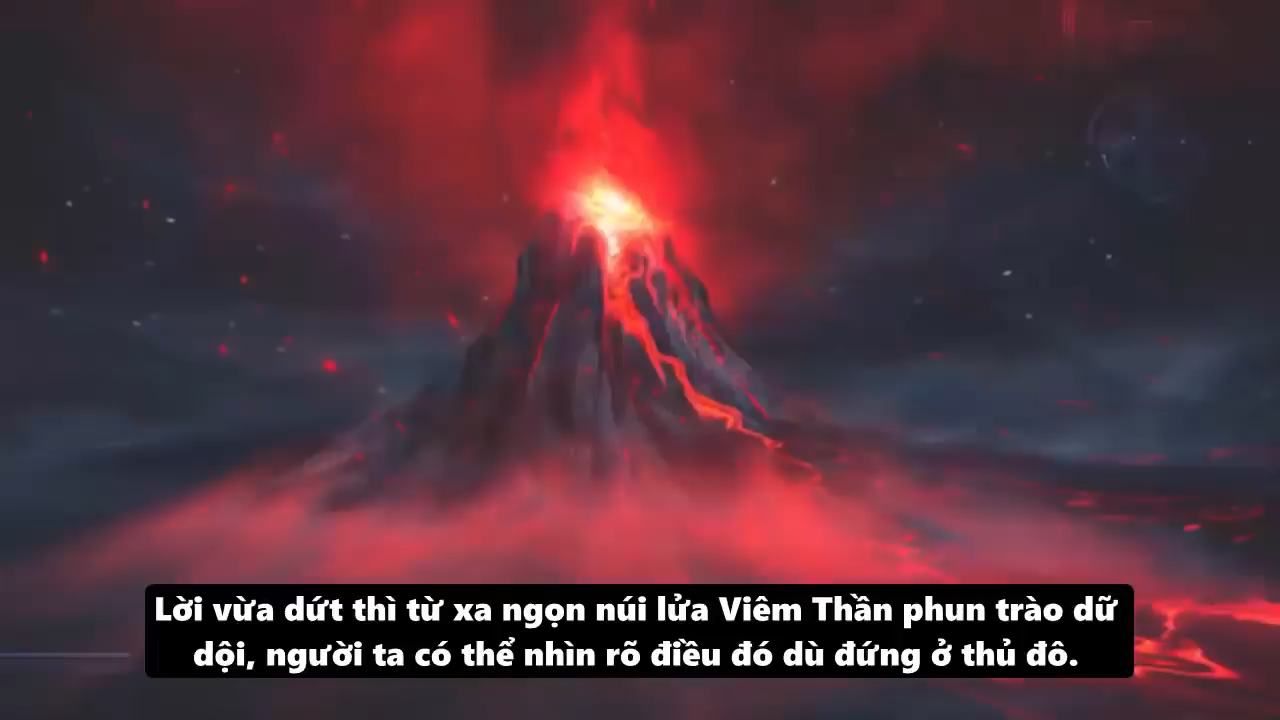 Lời vừa dứt thì từ xa ngọn núi lửa Viêm Thần phun trào dữ
dội, người ta có thể nhìn rõ điều đó dù đứng ở thủ đô.